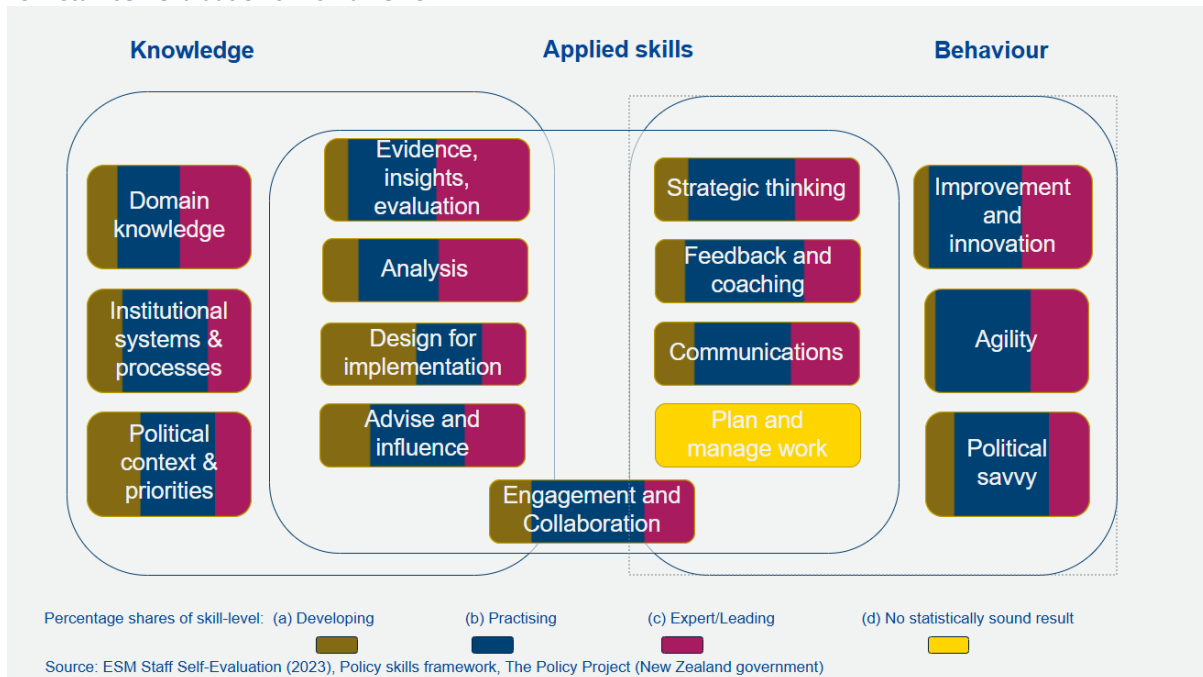 Knowledge
Applied skills
Behaviour
Domain
knowledge
Institutional
systems &
processes
Political
context &
priorities
Evidence,
insights,
evaluation
Analysis
Design for
implementation
Advise and
influence
Engagement and
Collaboration
Strategic thinking
Feedback and
coaching
Communications
Plan and
manage work
Improvement
and
innovation
Agility
Political
savvy
Percentage shares of skill-level: (a) Developing (b) Practising (c) Expert/Leading (d) No statistically sound result
Source: ESM Staff Self-Evaluation (2023), Policy skills framework, The Policy Project (New Zealand government)